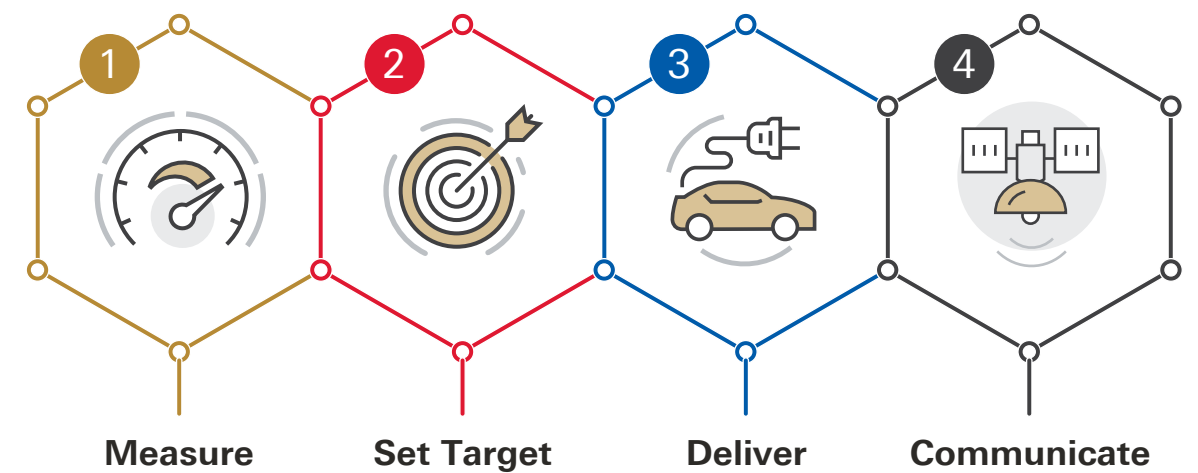 1
2
3
4
Measure
Set Target
Deliver
Communicate